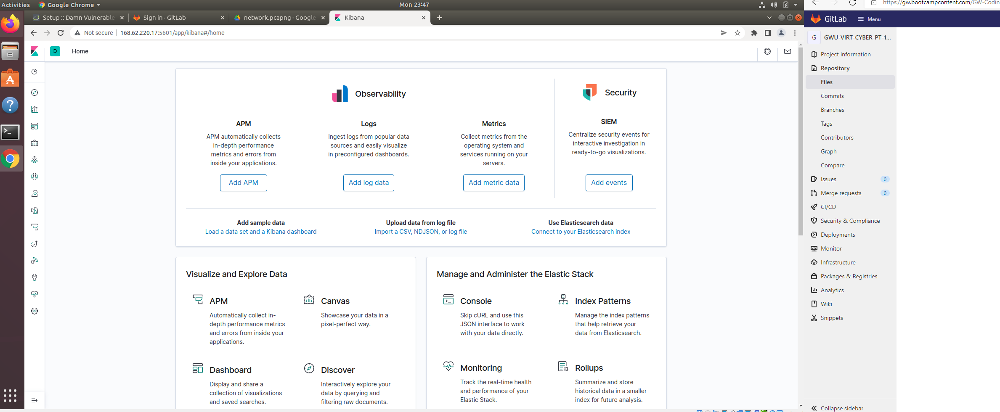 Activities
Google Chrome
Mon 23:47
Setup :: Damn Vulnerable
Sign in · GitLab
network.pcapng - Google
Kibana
Not secure
168.62.220.17:5601/app/kibana#/home
D
Home
Observability
Security
APM
APM automatically collects
in-depth performance
metrics and errors from
inside your applications.
Add APM
Logs
Ingest logs from popular data
sources and easily visualize
in preconfigured dashboards.
Add log data
Metrics
Collect metrics from the
operating system and
services running on your
servers.
Add metric data
SIEM
Centralize security events for
interactive investigation in
ready-to-go visualizations.
Add events
Add sample data
Load a data set and a Kibana dashboard
Upload data from log file
Import a CSV, NDJSON, or log file
Use Elasticsearch data
Connect to your Elasticsearch index
Visualize and Explore Data
APM
Automatically collect in-
depth performance metrics
and errors from inside your
applications.
Canvas
Showcase your data in a
pixel-perfect way.
Dashboard
Display and share a
collection of visualizations
and saved searches.
Discover
Interactively explore your
data by querying and
filtering raw documents.
Manage and Administer the Elastic Stack
Console
Skip cURL and use this
JSON interface to work
with your data directly.
Index Patterns
Manage the index patterns
that help retrieve your
data from Elasticsearch.
Monitoring
Track the real-time health
and performance of your
Elastic Stack.
Rollups
Summarize and store
historical data in a smaller
index for future analysis.
https://gw.bootcampcontent.com/GW-Codin
GitLab
Menu
G
GWU-VIRT-CYBER-PT-1...
Project information
Repository
Files
Commits
Branches
Tags
Contributors
Graph
Compare
Issues
0
Merge requests
0
CI/CD
Security & Compliance
Deployments
Monitor
Infrastructure
Packages & Registries
Analytics
Wiki
Snippets
Collapse sidebar